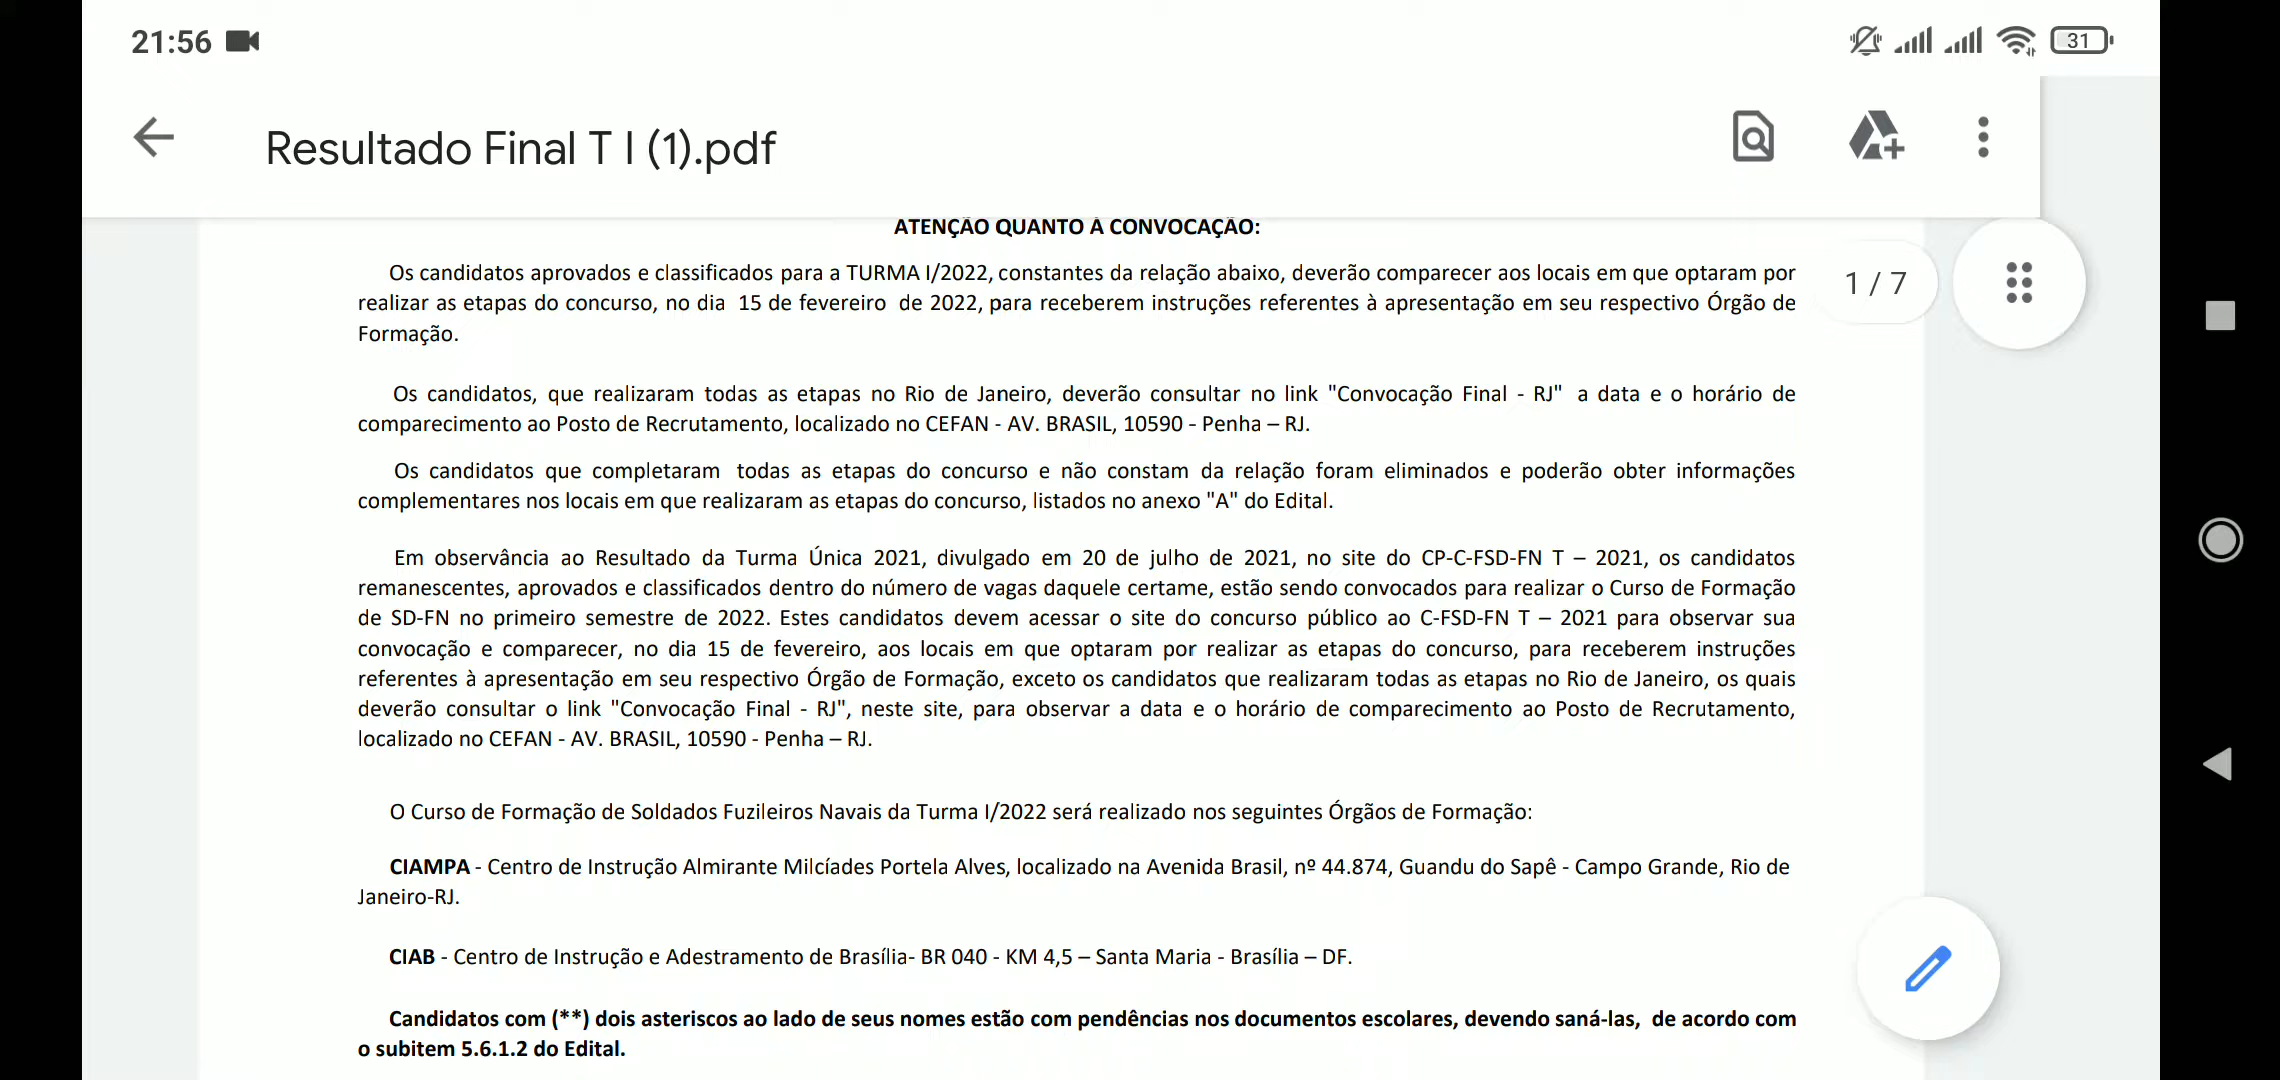 21:56
31
Resultado Final T I (1).pdf
ATENÇÃO QUANTO À CONVOCAÇÃO:
Os candidatos aprovados e classificados para a TURMA I/2022, constantes da relação abaixo, deverão comparecer aos locais em que optaram por
realizar as etapas do concurso, no dia 15 de fevereiro de 2022, para receberem instruções referentes à apresentação em seu respectivo Órgão de
Formação.
1 / 7
Os candidatos, que realizaram todas as etapas no Rio de Janeiro, deverão consultar no link "Convocação Final - RJ" a data e o horário de
comparecimento ao Posto de Recrutamento, localizado no CEFAN - AV. BRASIL, 10590 - Penha – RJ.
Os candidatos que completaram todas as etapas do concurso e não constam da relação foram eliminados e poderão obter informações
complementares nos locais em que realizaram as etapas do concurso, listados no anexo "A" do Edital.
Em observância ao Resultado da Turma Única 2021, divulgado em 20 de julho de 2021, no site do CP-C-FSD-FN T – 2021, os candidatos
remanescentes, aprovados e classificados dentro do número de vagas daquele certame, estão sendo convocados para realizar o Curso de Formação
de SD-FN no primeiro semestre de 2022. Estes candidatos devem acessar o site do concurso público ao C-FSD-FN T – 2021 para observar sua
convocação e comparecer, no dia 15 de fevereiro, aos locais em que optaram por realizar as etapas do concurso, para receberem instruções
referentes à apresentação em seu respectivo Órgão de Formação, exceto os candidatos que realizaram todas as etapas no Rio de Janeiro, os quais
deverão consultar o link "Convocação Final - RJ", neste site, para observar a data e o horário de comparecimento ao Posto de Recrutamento,
localizado no CEFAN - AV. BRASIL, 10590 - Penha – RJ.
O Curso de Formação de Soldados Fuzileiros Navais da Turma I/2022 será realizado nos seguintes Órgãos de Formação:
CIAMPA - Centro de Instrução Almirante Milcíades Portela Alves, localizado na Avenida Brasil, nº 44.874, Guandu do Sapê - Campo Grande, Rio de
Janeiro-RJ.
CIAB - Centro de Instrução e Adestramento de Brasília- BR 040 - KM 4,5 – Santa Maria - Brasília – DF.
Candidatos com (**) dois asteriscos ao lado de seus nomes estão com pendências nos documentos escolares, devendo saná-las, de acordo com
o subitem 5.6.1.2 do Edital.